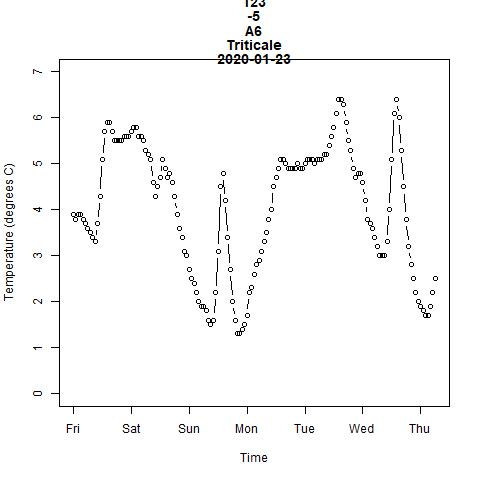 123
-5
A6
Triticale
2020-01-23
Temperature (degrees C)
7
6
5
4
3
2
1
0
Fri Sat Sun Mon Tue Wed Thu
Time